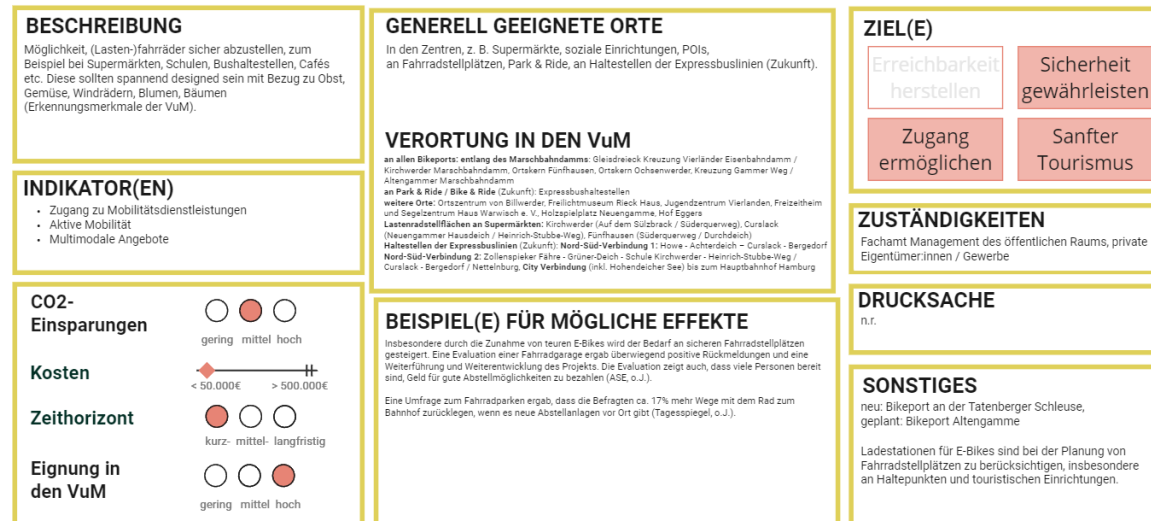 BESCHREIBUNG
Möglichkeit, (Lasten-)fahrräder sicher abzustellen, zum
Beispiel bei Supermärkten, Schulen, Bushaltestellen, Cafés
etc. Diese sollten spannend designed sein mit Bezug zu Obst,
Gemüse, Windrädern, Blumen, Bäumen
(Erkennungsmerkmale der VuM).
INDIKATOR(EN)
• Zugang zu Mobilitätsdienstleistungen
• Aktive Mobilität
• Multimodale Angebote
CO2-
Einsparungen
gering mittel hoch
Kosten
< 50.000€ > 500.000€
Zeithorizont
kurz- mittel- langfristig
Eignung in
den VuM
gering mittel hoch
GENERELL GEEIGNETE ORTE
In den Zentren, z. B. Supermärkte, soziale Einrichtungen, POIs,
an Fahrradstellplätzen, Park & Ride, an Haltestellen der Expressbuslinien (Zukunft).
VERORTUNG IN DEN VuM
an allen Bikeports: entlang des Marschbahndamms: Gleisdreieck Kreuzung Vierländer Eisenbahndamm /
Kirchwerder Marschbahndamm, Ortskern Fünfhausen, Ortskern Ochsenwerder, Kreuzung Gammer Weg /
Altengammer Marschbahndamm
an Park & Ride / Bike & Ride (Zukunft): Expressbushaltestellen
weitere Orte: Ortszentrum von Billwerder, Freilichtmuseum Rieck Haus, Jugendzentrum Vierlanden, Freizeitheim
und Segelzentrum Haus Warwisch e. V., Holzspielplatz Neuengamme, Hof Eggers
Lastenradstellflächen an Supermärkten: Kirchwerder (Auf dem Sülzbrack / Süderquerweg), Curslack
(Neuengammer Hausdeich / Heinrich-Stubbe-Weg), Fünfhausen (Süderquerweg / Durchdeich)
Haltestellen der Expressbuslinien (Zukunft): Nord-Süd-Verbindung 1: Howe - Achterdeich – Curslack - Bergedorf
Nord-Süd-Verbindung 2: Zollenspieker Fähre - Grüner-Deich - Schule Kirchwerder - Heinrich-Stubbe-Weg /
Curslack - Bergedorf / Nettelnburg, City Verbindung (inkl. Hohendeicher See) bis zum Hauptbahnhof Hamburg
BEISPIEL(E) FÜR MÖGLICHE EFFEKTE
Insbesondere durch die Zunahme von teuren E-Bikes wird der Bedarf an sicheren Fahrradstellplätzen
gesteigert. Eine Evaluation einer Fahrradgarage ergab überwiegend positive Rückmeldungen und eine
Weiterführung und Weiterentwicklung des Projekts. Die Evaluation zeigt auch, dass viele Personen bereit
sind, Geld für gute Abstellmöglichkeiten zu bezahlen (ASE, o.J.).
Eine Umfrage zum Fahrradparken ergab, dass die Befragten ca. 17% mehr Wege mit dem Rad zum
Bahnhof zurücklegen, wenn es neue Abstellanlagen vor Ort gibt (Tagesspiegel, o.J.).
ZIEL(E)
Erreichbarkeit
herstellen
Sicherheit
gewährleisten
Zugang
ermöglichen
Sanfter
Tourismus
ZUSTÄNDIGKEITEN
Fachamt Management des öffentlichen Raums, private
Eigentümer:innen / Gewerbe
DRUCKSACHE
n.r.
SONSTIGES
neu: Bikeport an der Tatenberger Schleuse,
geplant: Bikeport Altengamme
Ladestationen für E-Bikes sind bei der Planung von
Fahrradstellplätzen zu berücksichtigen, insbesondere
an Haltepunkten und touristischen Einrichtungen.